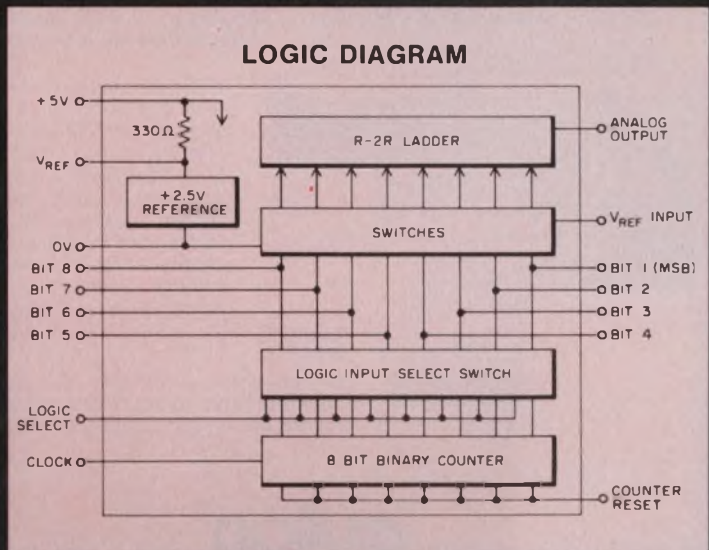 LOGIC DIAGRAM
+5V
330Ω
VREF
+2.5V
REFERENCE
0V
BIT 8
BIT 7
BIT 6
BIT 5
LOGIC
SELECT
CLOCK
R-2R LADDER
SWITCHES
LOGIC INPUT SELECT SWITCH
8 BIT BINARY COUNTER
ANALOG
OUTPUT
VREF INPUT
BIT 1 (MSB)
BIT 2
BIT 3
BIT 4
COUNTER
RESET